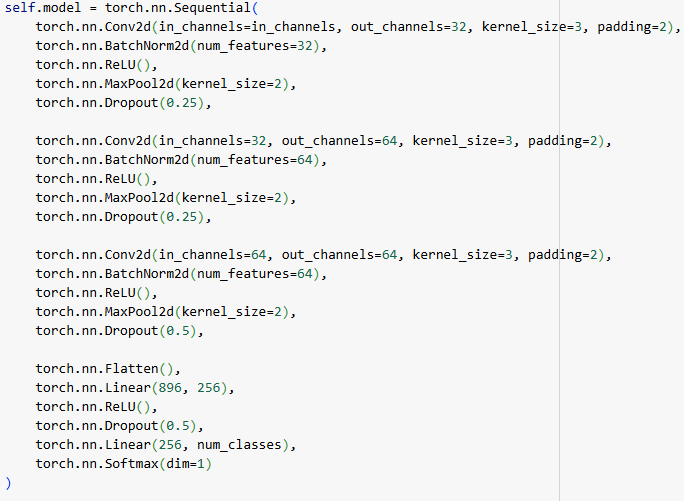 self.model = torch.nn.Sequential(
    torch.nn.Conv2d(in_channels=in_channels, out_channels=32, kernel_size=3, padding=2),
    torch.nn.BatchNorm2d(num_features=32),
    torch.nn.ReLU(),
    torch.nn.MaxPool2d(kernel_size=2),
    torch.nn.Dropout(0.25),

    torch.nn.Conv2d(in_channels=32, out_channels=64, kernel_size=3, padding=2),
    torch.nn.BatchNorm2d(num_features=64),
    torch.nn.ReLU(),
    torch.nn.MaxPool2d(kernel_size=2),
    torch.nn.Dropout(0.25),

    torch.nn.Conv2d(in_channels=64, out_channels=64, kernel_size=3, padding=2),
    torch.nn.BatchNorm2d(num_features=64),
    torch.nn.ReLU(),
    torch.nn.MaxPool2d(kernel_size=2),
    torch.nn.Dropout(0.5),

    torch.nn.Flatten(),
    torch.nn.Linear(896, 256),
    torch.nn.ReLU(),
    torch.nn.Dropout(0.5),
    torch.nn.Linear(256, num_classes),
    torch.nn.Softmax(dim=1)
)